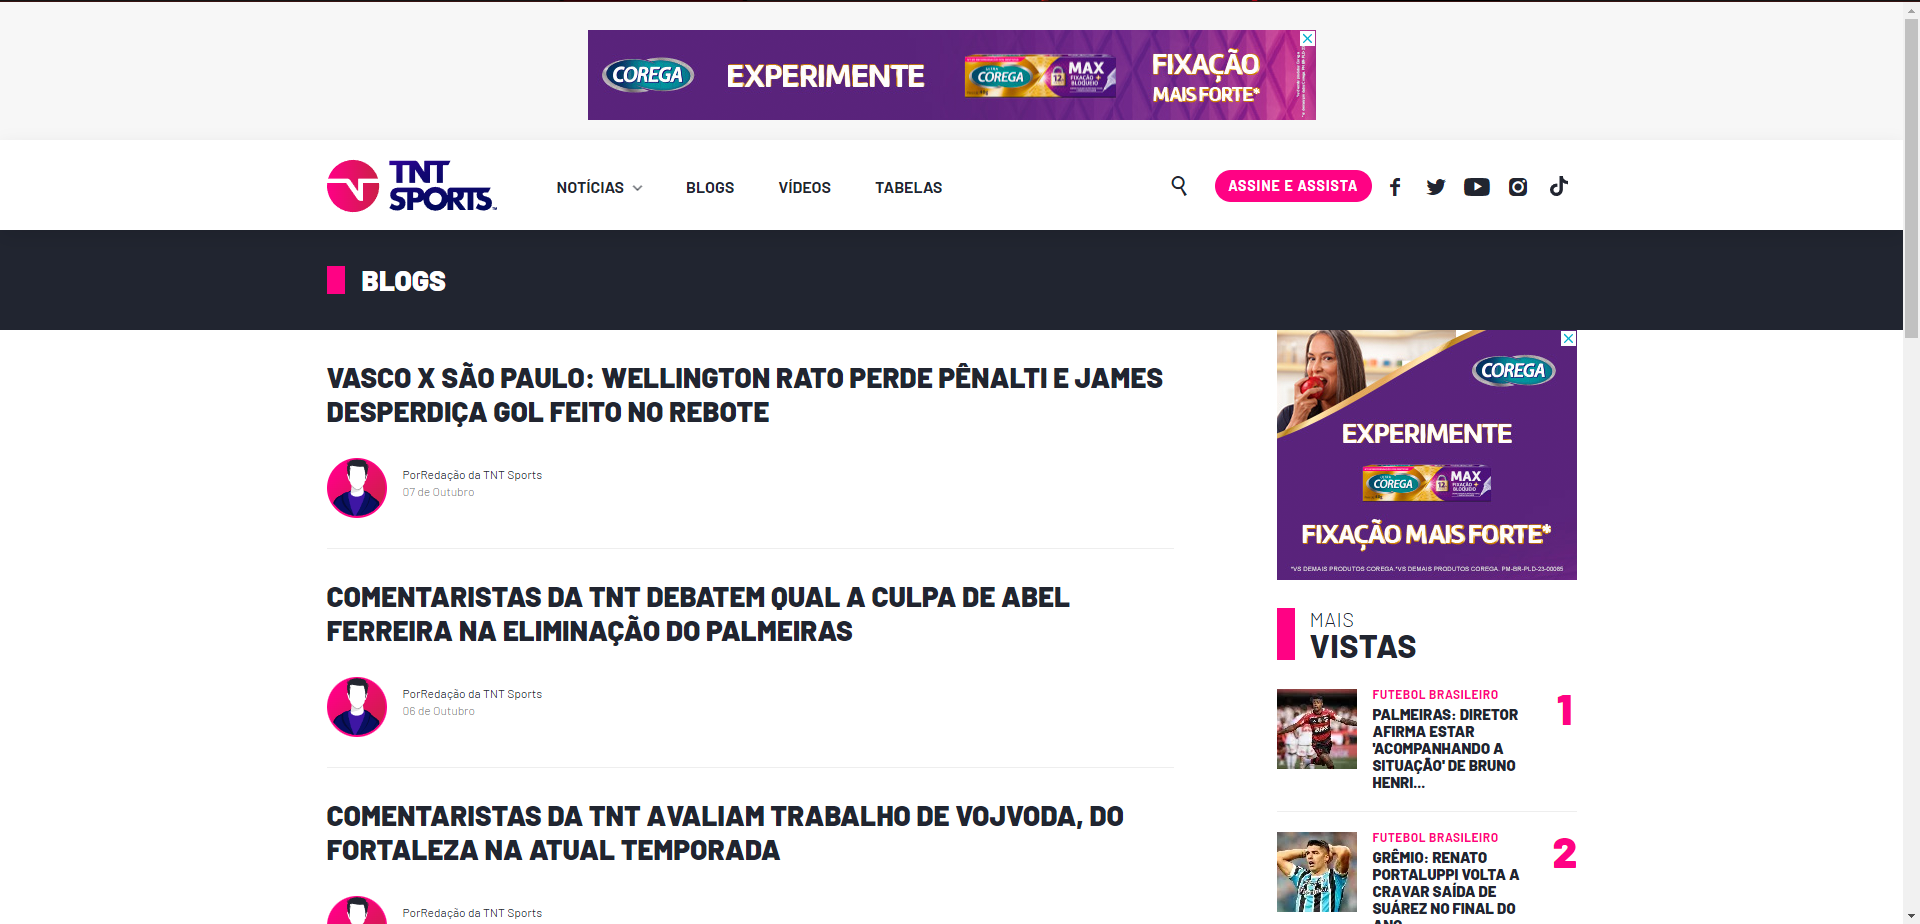 COREGA
EXPERIMENTE
COREGA
MAX
FIXAÇÃO +
BLOQUEIO
FIXAÇÃO
MAIS FORTE*
TNT
SPORTS
NOTÍCIAS
BLOGS
VÍDEOS
TABELAS
ASSINE E ASSISTA
BLOGS
VASCO X SÃO PAULO: WELLINGTON RATO PERDE PÊNALTI E JAMES
DESPERDIÇA GOL FEITO NO REBOTE
PorRedação da TNT Sports
07 de Outubro
COMENTARISTAS DA TNT DEBATEM QUAL A CULPA DE ABEL
FERREIRA NA ELIMINAÇÃO DO PALMEIRAS
PorRedação da TNT Sports
06 de Outubro
COMENTARISTAS DA TNT AVALIAM TRABALHO DE VOJVODA, DO
FORTALEZA NA ATUAL TEMPORADA
PorRedação da TNT Sports
COREGA
EXPERIMENTE
COREGA
MAX
FIXAÇÃO +
BLOQUEIO
FIXAÇÃO MAIS FORTE*
*VS DEMAIS PRODUTOS COREGA *VS DEMAIS PRODUTOS COREGA. PM-BR-PLD-23-00065
MAIS
VISTAS
FUTEBOL BRASILEIRO
PALMEIRAS: DIRETOR
AFIRMA ESTAR
'ACOMPANHANDO A
SITUAÇÃO' DE BRUNO
HENRI...
1
FUTEBOL BRASILEIRO
GRÊMIO: RENATO
PORTALUPPI VOLTA A
CRAVAR SAÍDA DE
SUÁREZ NO FINAL DO
ANO
2